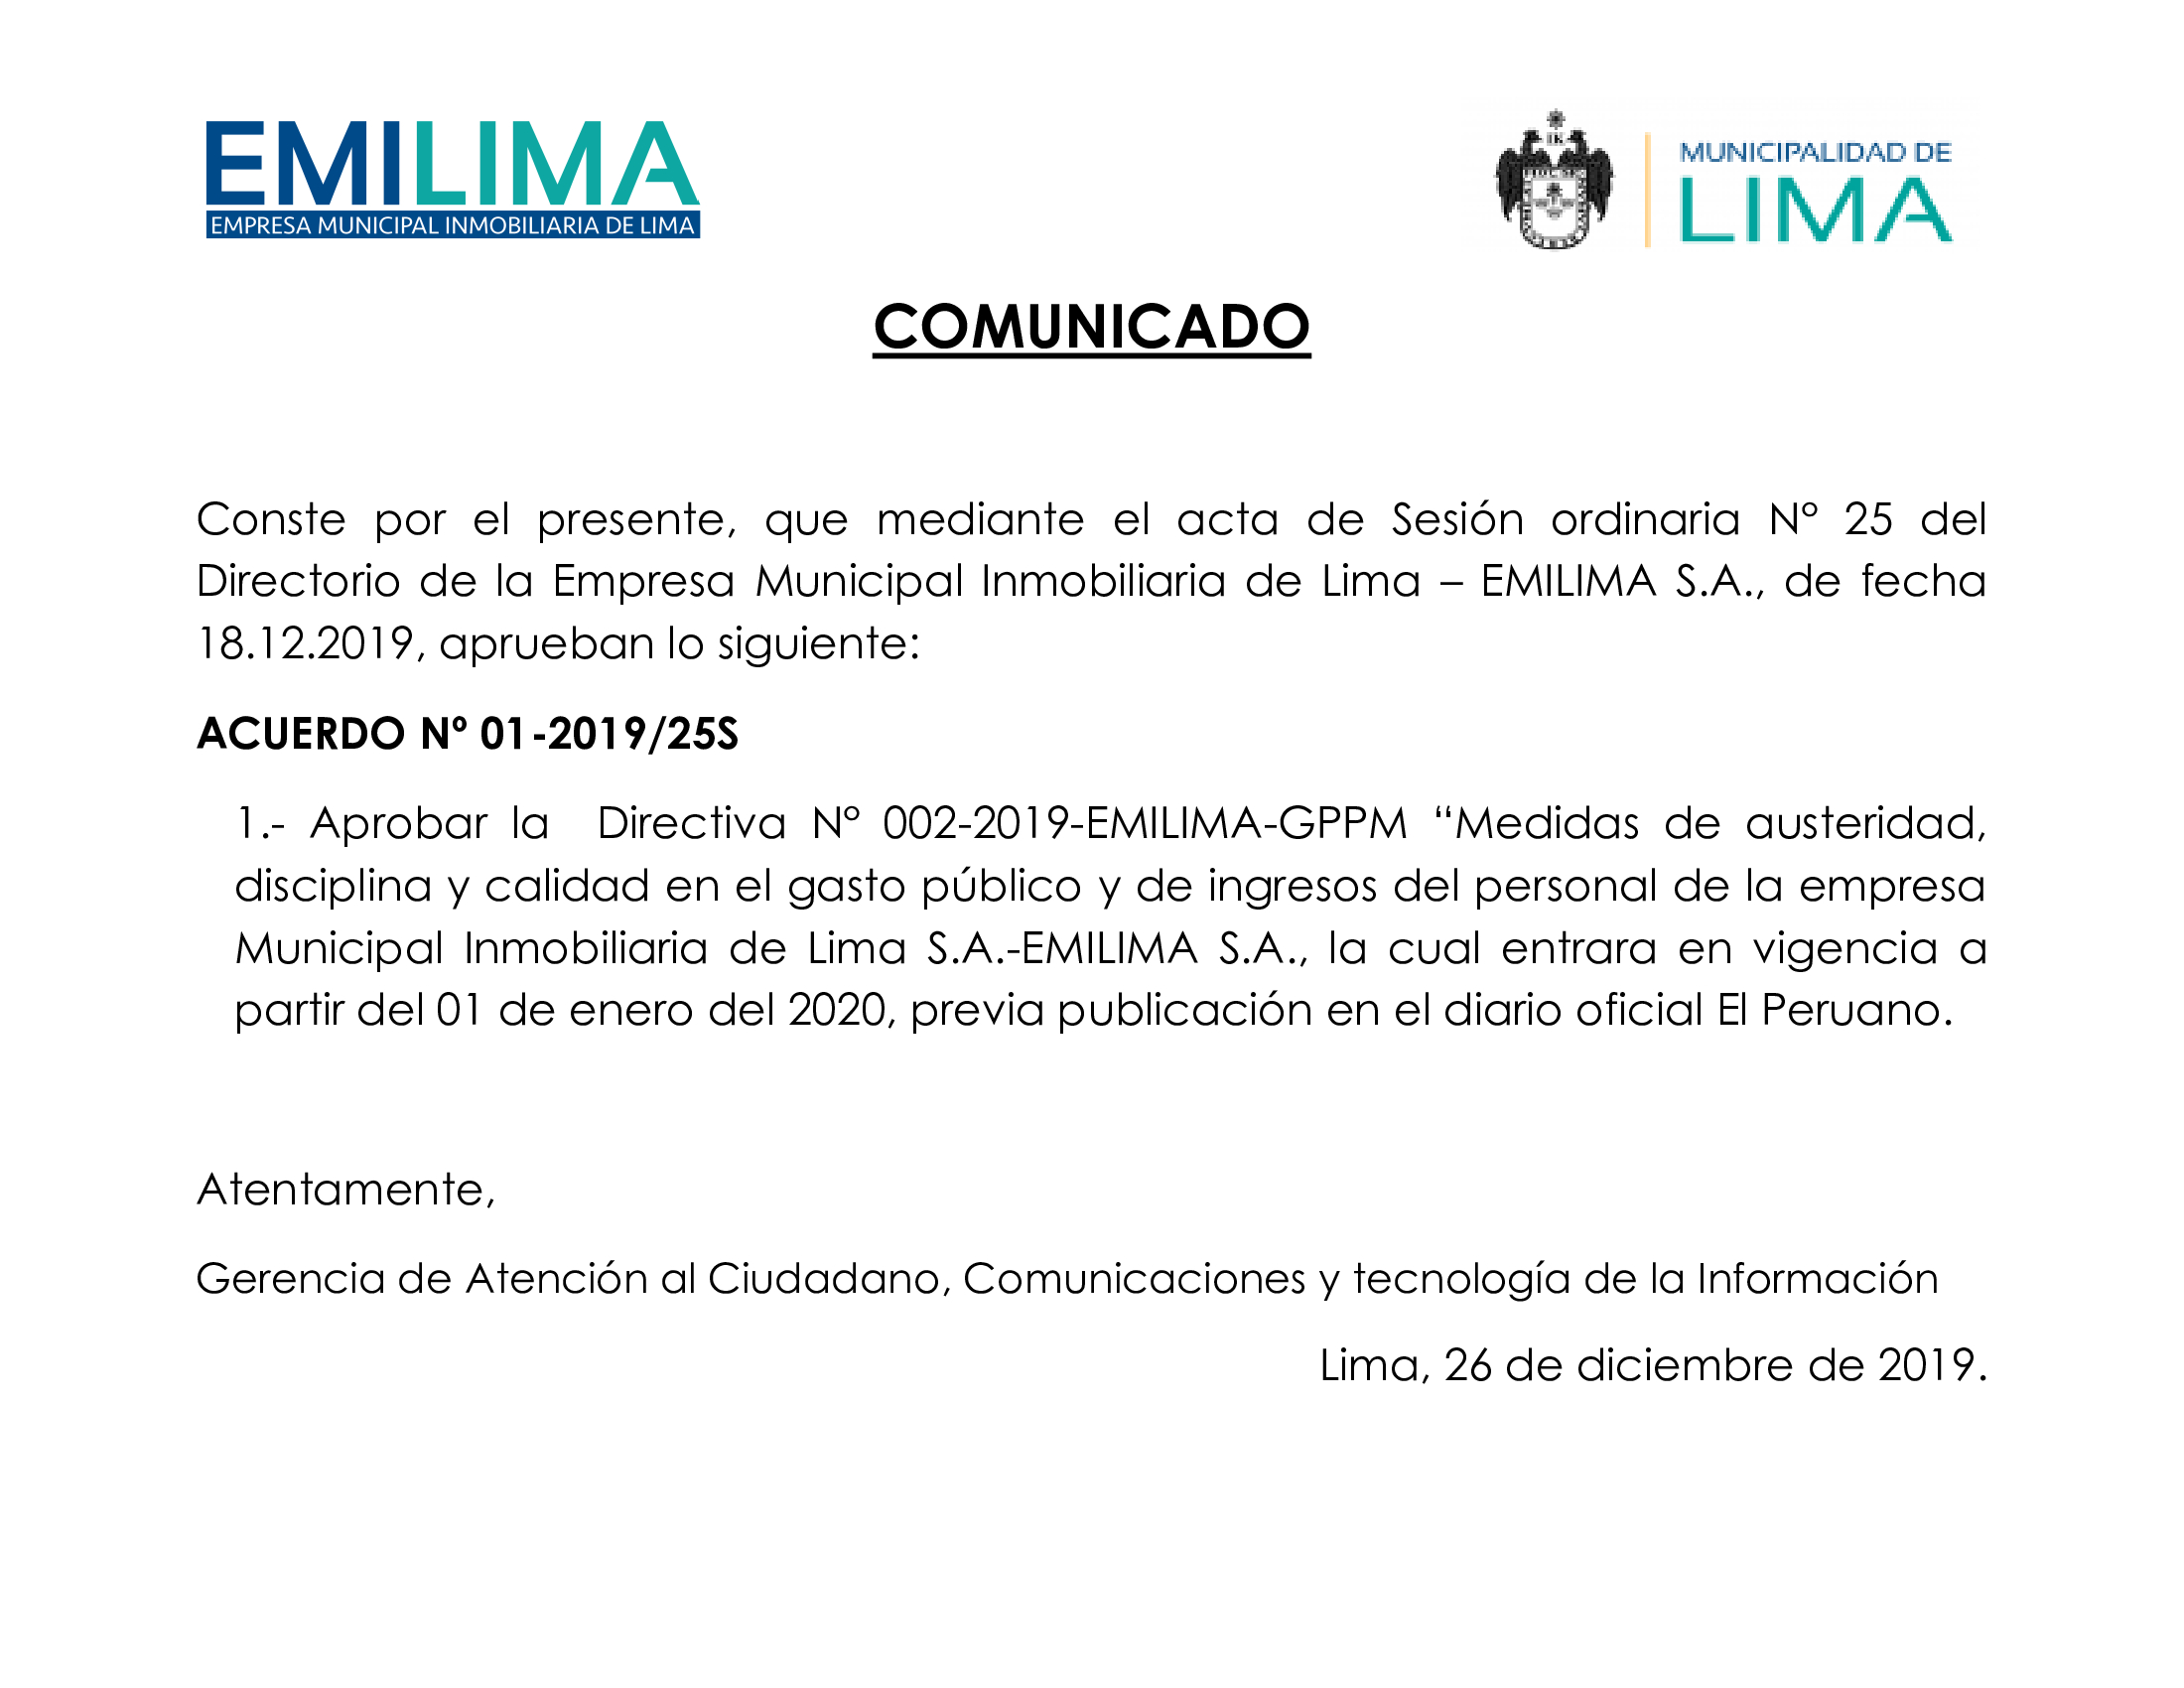 EMILIMA
EMPRESA MUNICIPAL INMOBILIARIA DE LIMA
MUNICIPALIDAD DE
LIMA
COMUNICADO
Conste por el presente, que mediante el acta de Sesión ordinaria N° 25 del
Directorio de la Empresa Municipal Inmobiliaria de Lima – EMILIMA S.A., de fecha
18.12.2019, aprueban lo siguiente:
ACUERDO Nº 01-2019/25S
1.- Aprobar la Directiva N° 002-2019-EMILIMA-GPPM “Medidas de austeridad,
disciplina y calidad en el gasto público y de ingresos del personal de la empresa
Municipal Inmobiliaria de Lima S.A.-EMILIMA S.A., la cual entrara en vigencia a
partir del 01 de enero del 2020, previa publicación en el diario oficial El Peruano.
Atentamente,
Gerencia de Atención al Ciudadano, Comunicaciones y tecnología de la Información
Lima, 26 de diciembre de 2019.